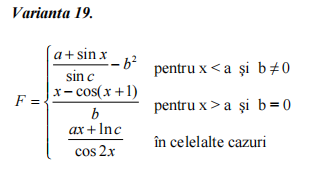 Varianta 19.
F = { (a + sin x)/(sin c) − b² pentru x < a și b ≠ 0
(x − cos(x + 1))/b pentru x > a și b = 0
(ax + ln c)/(cos 2x) în celelalte cazuri